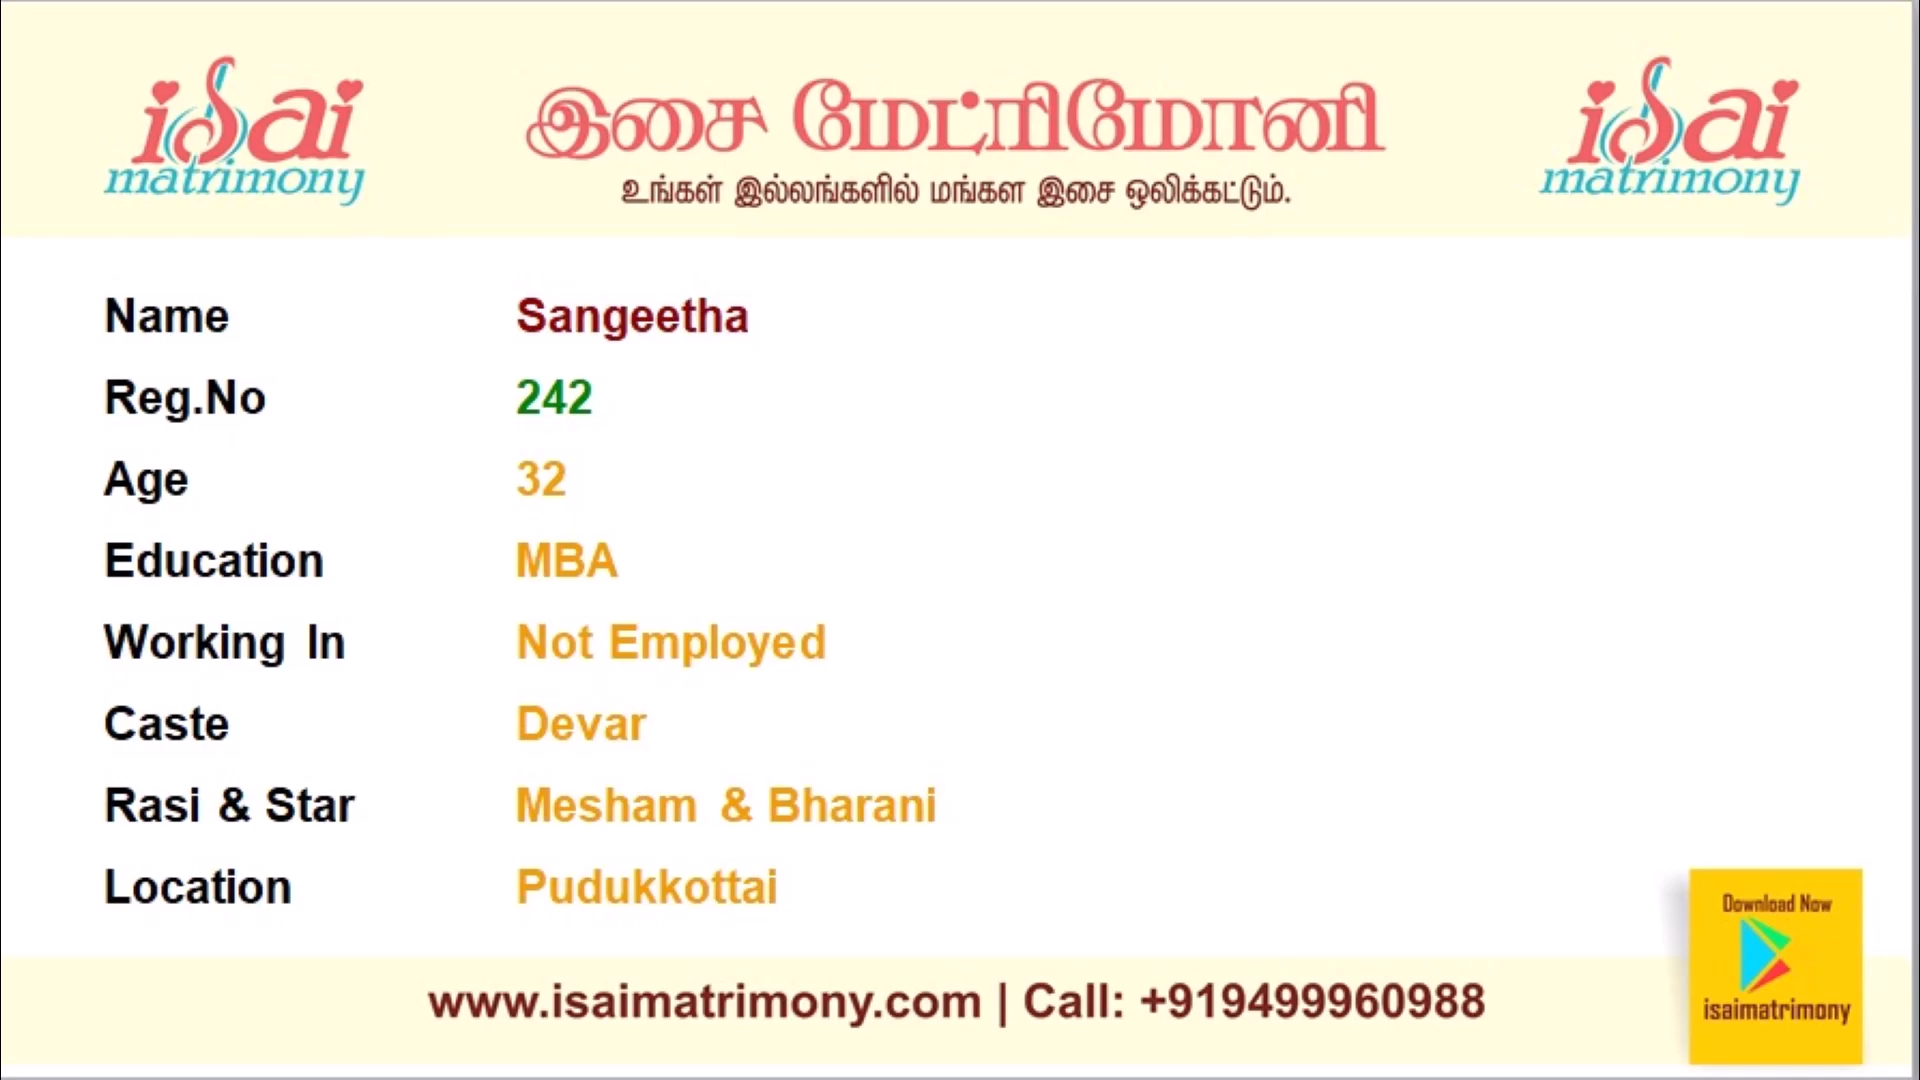 isai
matrimony
இசை மேட்ரிமோனி
உங்கள் இல்லங்களில் மங்கள இசை ஒலிக்கட்டும்.
isai
matrimony
Name Sangeetha
Reg.No 242
Age 32
Education MBA
Working In Not Employed
Caste Devar
Rasi & Star Mesham & Bharani
Location Pudukkottai
Download Now
isaimatrimony
www.isaimatrimony.com | Call: +919499960988